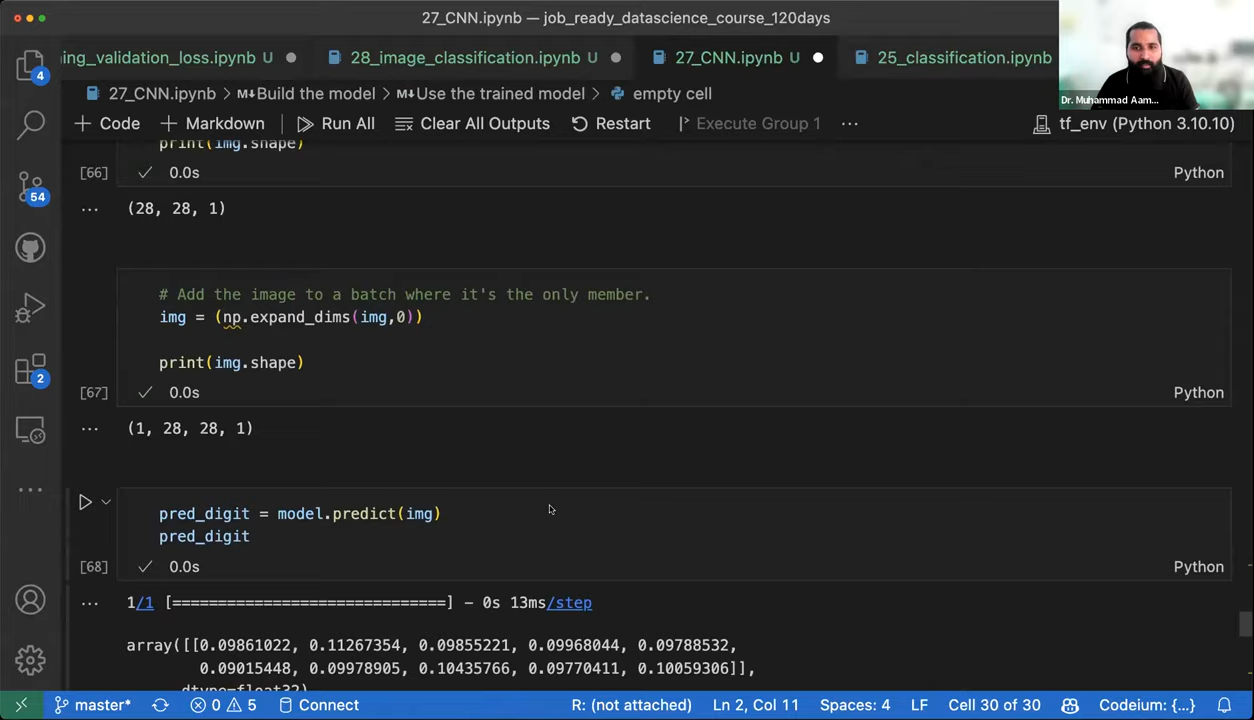 27_CNN.ipynb — job_ready_datascience_course_120days
ning_validation_loss.ipynb U
28_image_classification.ipynb U
27_CNN.ipynb U
25_classification.ipynb
Dr. Muhammad Aam...
27_CNN.ipynb > M↓Build the model > M↓Use the trained model > empty cell
+ Code + Markdown Run All Clear All Outputs Restart Execute Group 1 ... tf_env (Python 3.10.10)
4
54
2
print(img.shape)
[66] ✓ 0.0s Python
... (28, 28, 1)
# Add the image to a batch where it's the only member.
img = (np.expand_dims(img,0))
print(img.shape)
[67] ✓ 0.0s Python
... (1, 28, 28, 1)
pred_digit = model.predict(img)
pred_digit
[68] ✓ 0.0s Python
... 1/1 [==============================] - 0s 13ms/step
array([[0.09861022, 0.11267354, 0.09855221, 0.09968044, 0.09788532,
0.09015448, 0.09978905, 0.10435766, 0.09770411, 0.10059306]],
dtype=float32)
master* 0 5 Connect R: (not attached) Ln 2, Col 11 Spaces: 4 LF Cell 30 of 30 Codeium: {...}